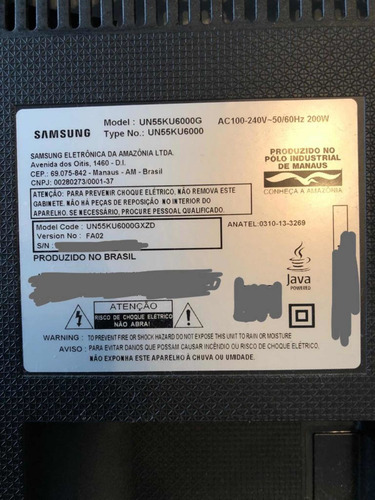 SAMSUNG
Model : UN55KU6000G
Type No.: UN55KU6000
AC100-240V~50/60Hz 200W
SAMSUNG ELETRÔNICA DA AMAZÔNIA LTDA.
Avenida dos Oitis, 1460 - D.I.
CEP.: 69.075-842 - Manaus - AM - Brasil
CNPJ: 00280273/0001-37
PRODUZIDO NO
PÓLO INDUSTRIAL
DE MANAUS
CONHEÇA A AMAZÔNIA
AVISO: PARA PREVENIR CHOQUE ELÉTRICO, NÃO REMOVA ESTE
GABINETE. NÃO HÁ PEÇAS DE REPOSIÇÃO NO INTERIOR DO
APARELHO. SE NECESSÁRIO, PROCURE PESSOAL QUALIFICADO.
Model Code : UN55KU6000GXZD
Version No : FA02
S/N :
ANATEL:0310-13-3269
PRODUZIDO NO BRASIL
Java
POWERED
ATENÇÃO
RISCO DE CHOQUE ELÉTRICO
NÃO ABRA!
WARNING : TO PREVENT FIRE OR SHOCK HAZARD DO NOT EXPOSE THIS UNIT TO RAIN OR MOISTURE
AVISO : PARA EVITAR DANOS QUE POSSAM CAUSAR INCÊNDIO OU RISCO DE CHOQUE ELÉTRICO,
NÃO EXPONHA ESTE APARELHO À CHUVA OU UMIDADE.